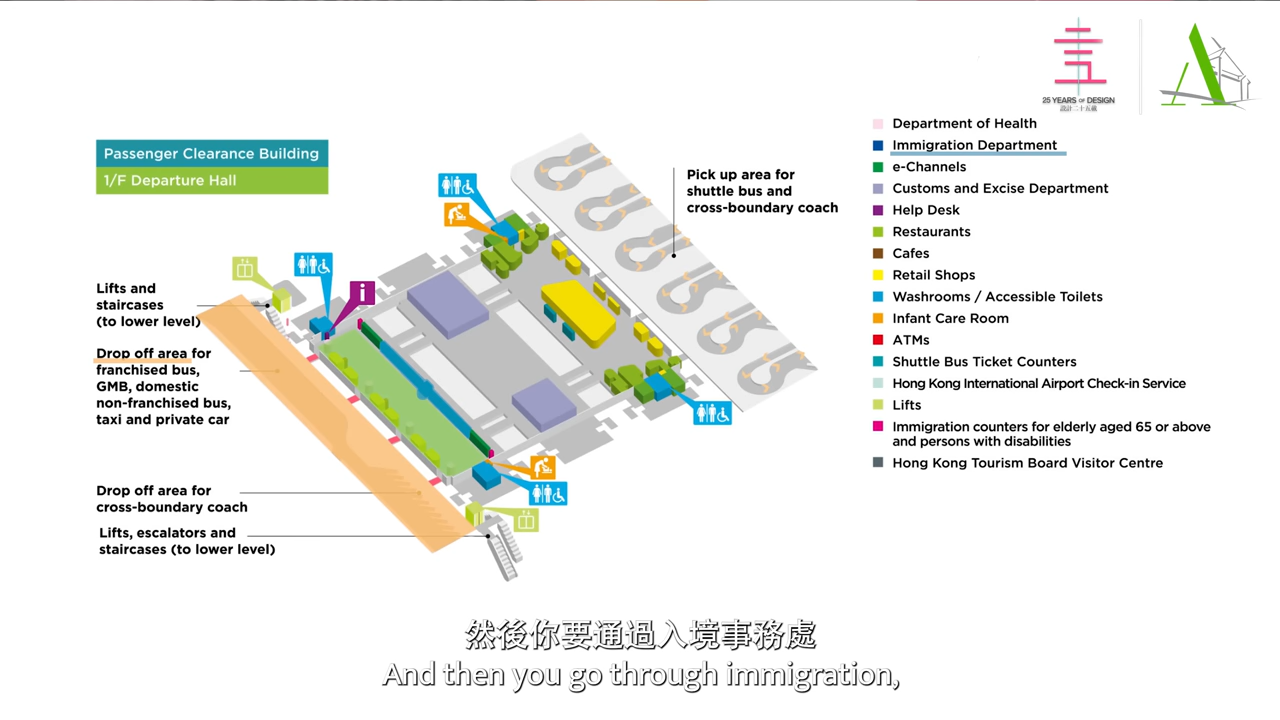 25 YEARS OF DESIGN
設計二十五載
Passenger Clearance Building
1/F Departure Hall
Pick up area for
shuttle bus and
cross-boundary coach
Lifts and
staircases
(to lower level)
Drop off area for
franchised bus,
GMB, domestic
non-franchised bus,
taxi and private car
Drop off area for
cross-boundary coach
Lifts, escalators and
staircases (to lower level)
i
Department of Health
Immigration Department
e-Channels
Customs and Excise Department
Help Desk
Restaurants
Cafes
Retail Shops
Washrooms / Accessible Toilets
Infant Care Room
ATMs
Shuttle Bus Ticket Counters
Hong Kong International Airport Check-in Service
Lifts
Immigration counters for elderly aged 65 or above
and persons with disabilities
Hong Kong Tourism Board Visitor Centre
然後你要通過入境事務處
And then you go through immigration,